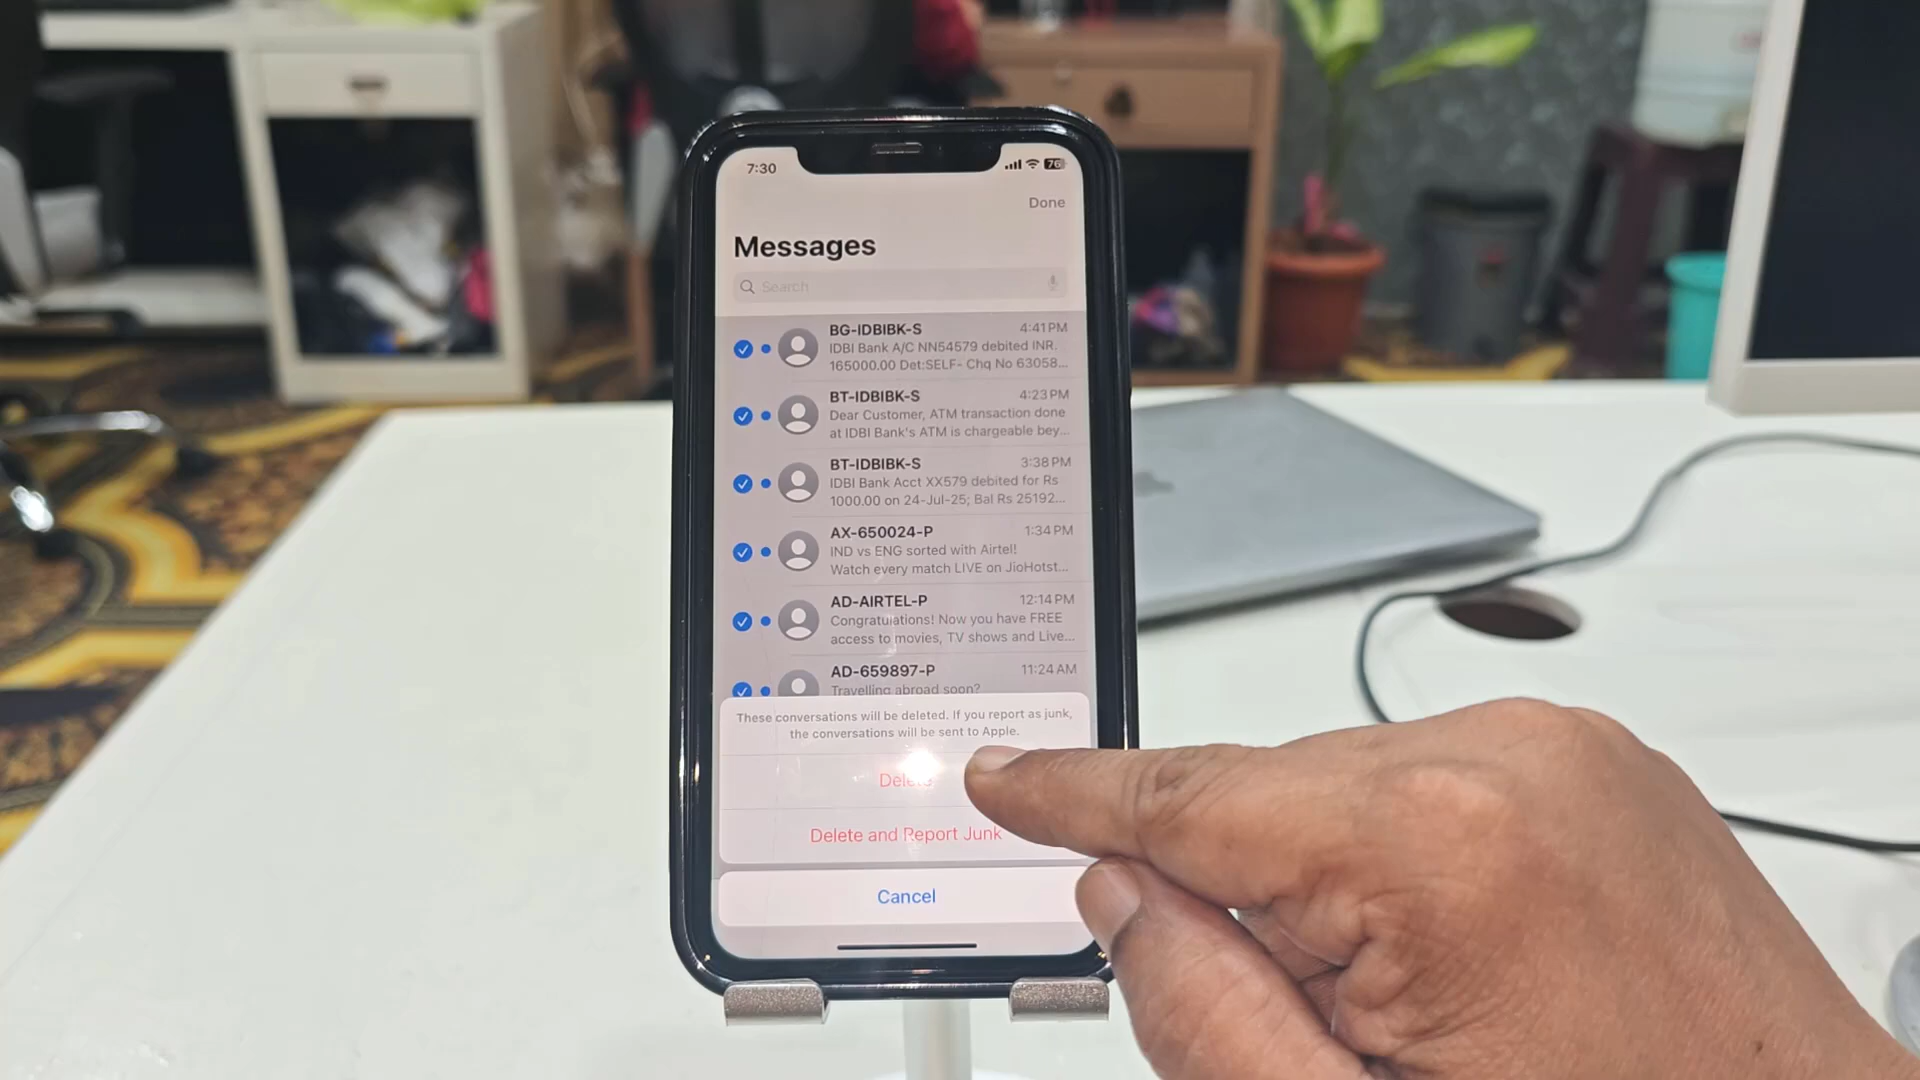 7:30
76
Done
Messages
Search
BG-IDBIBK-S 4:41 PM
IDBI Bank A/C NN54579 debited INR.
165000.00 Det:SELF- Chq No 63058...
BT-IDBIBK-S 4:23 PM
Dear Customer, ATM transaction done
at IDBI Bank's ATM is chargeable bey...
BT-IDBIBK-S 3:38 PM
IDBI Bank Acct XX579 debited for Rs
1000.00 on 24-Jul-25; Bal Rs 25192...
AX-650024-P 1:34 PM
IND vs ENG sorted with Airtel!
Watch every match LIVE on JioHotst...
AD-AIRTEL-P 12:14 PM
Congratulations! Now you have FREE
access to movies, TV shows and Live...
AD-659897-P 11:24 AM
Travelling abroad soon?
These conversations will be deleted. If you report as junk,
the conversations will be sent to Apple.
Delete
Delete and Report Junk
Cancel